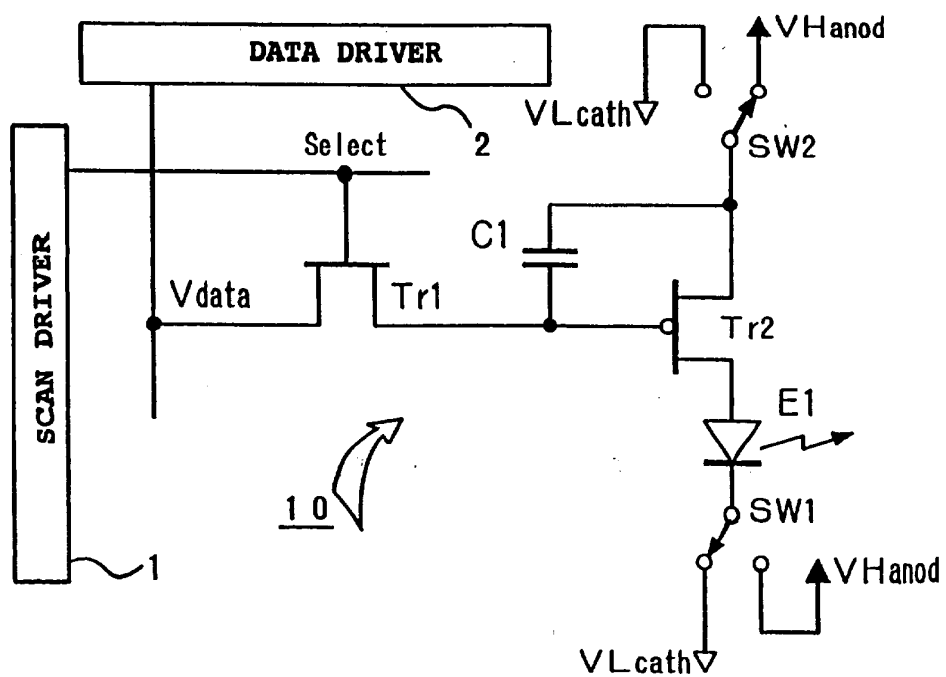 DATA DRIVER
VHanod
VLcath
2
SW2
Select
C1
Vdata
Tr1
Tr2
SCAN DRIVER
E1
10
SW1
1
VHanod
VLcath